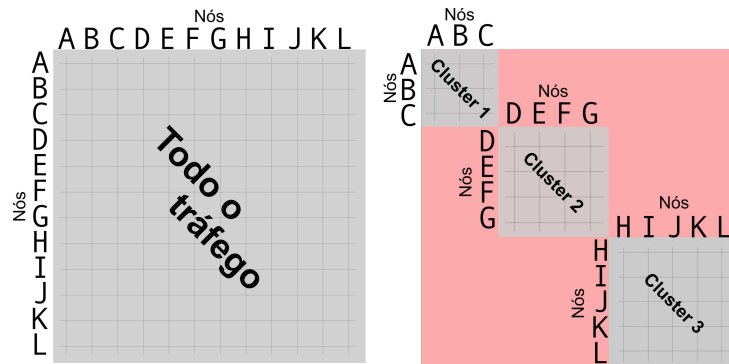 Nós
A B C D E F G H I J K L
Nós
A
B
C
D
E
F
G
H
I
J
K
L
Todo o
tráfego
Nós
A B C
Nós
A
B
C
Cluster 1
Nós
D E F G
Nós
D
E
F
G
Cluster 2
Nós
H I J K L
Nós
H
I
J
K
L
Cluster 3